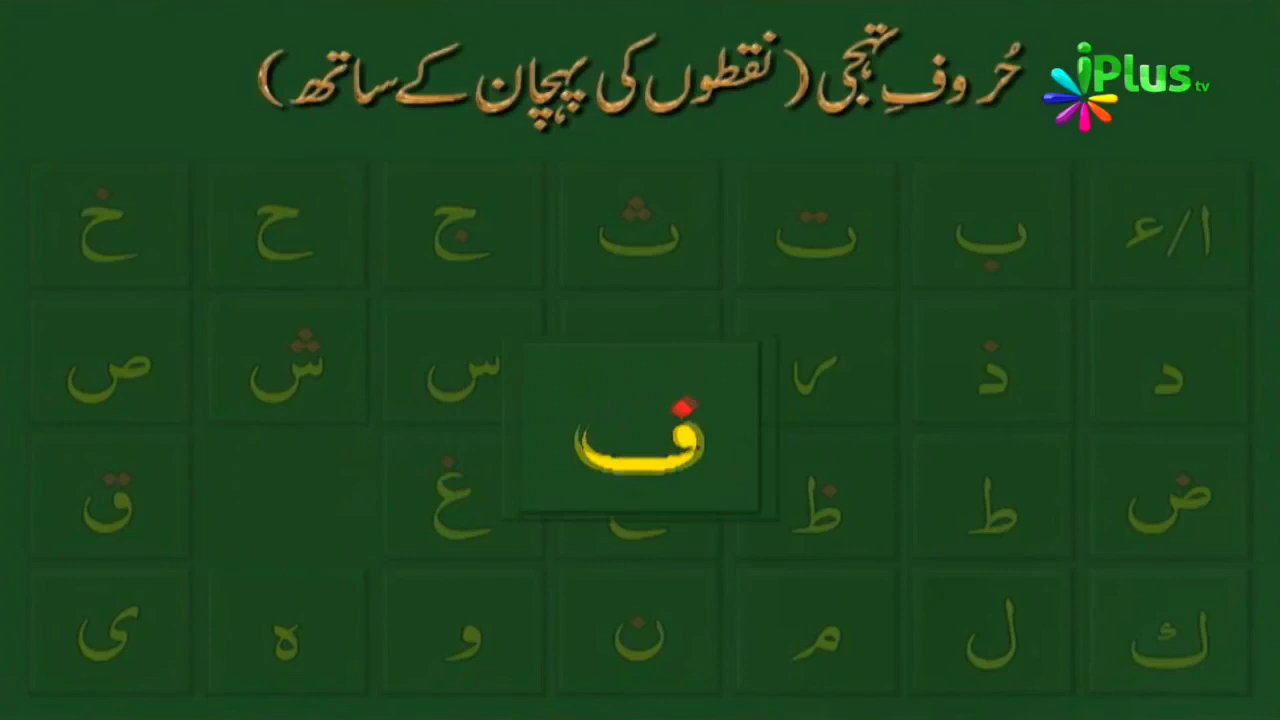 حُروفِ تہجی (نقطوں کی پہچان کے ساتھ)
iPlus tv
ا/ء ب ت ث ج ح خ
د ذ ر س ش ص
ف
ض ط ظ ع غ ق
ك ل م ن و ہ ی